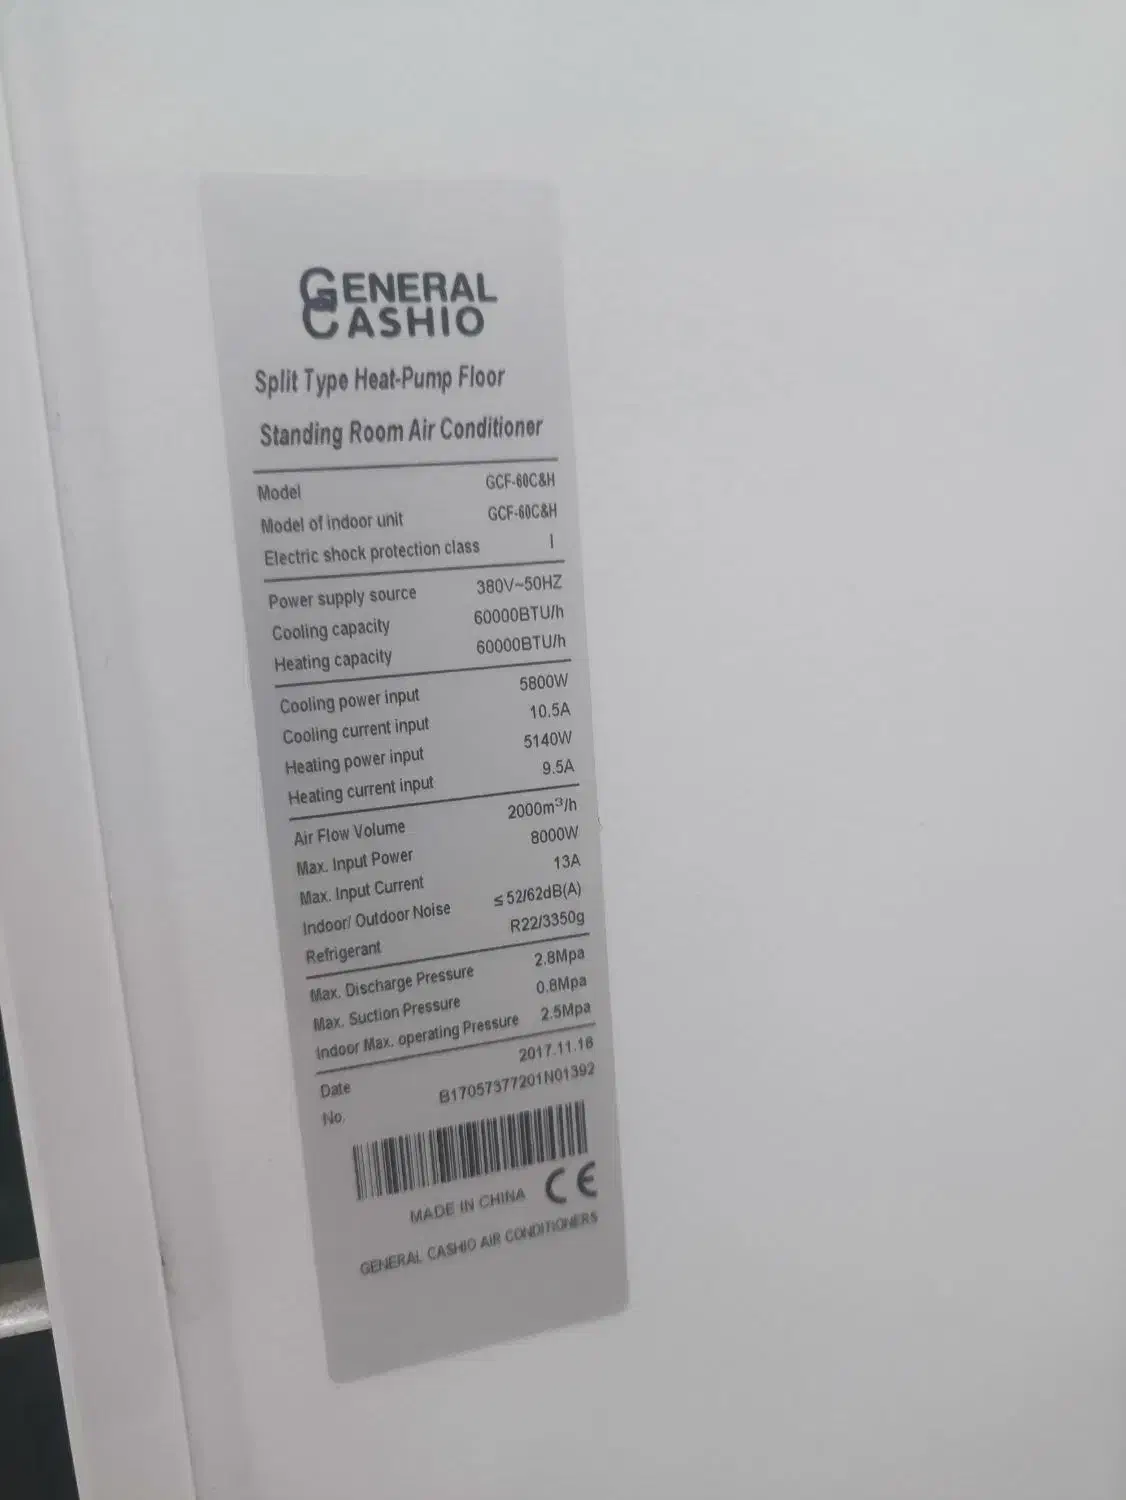 GENERAL
CASHIO
Split Type Heat-Pump Floor
Standing Room Air Conditioner
Model GCF-60C&H
Model of indoor unit GCF-60C&H
Electric shock protection class I
Power supply source 380V~50HZ
Cooling capacity 60000BTU/h
Heating capacity 60000BTU/h
Cooling power input 5800W
Cooling current input 10.5A
Heating power input 5140W
Heating current input 9.5A
Air Flow Volume 2000m³/h
Max. Input Power 8000W
Max. Input Current 13A
Indoor/ Outdoor Noise ≤52/62dB(A)
Refrigerant R22/3350g
Max. Discharge Pressure 2.8Mpa
Max. Suction Pressure 0.8Mpa
Indoor Max. operating Pressure 2.5Mpa
Date 2017.11.16
No. B17057377201N01392
MADE IN CHINA CE
GENERAL CASHIO AIR CONDITIONERS